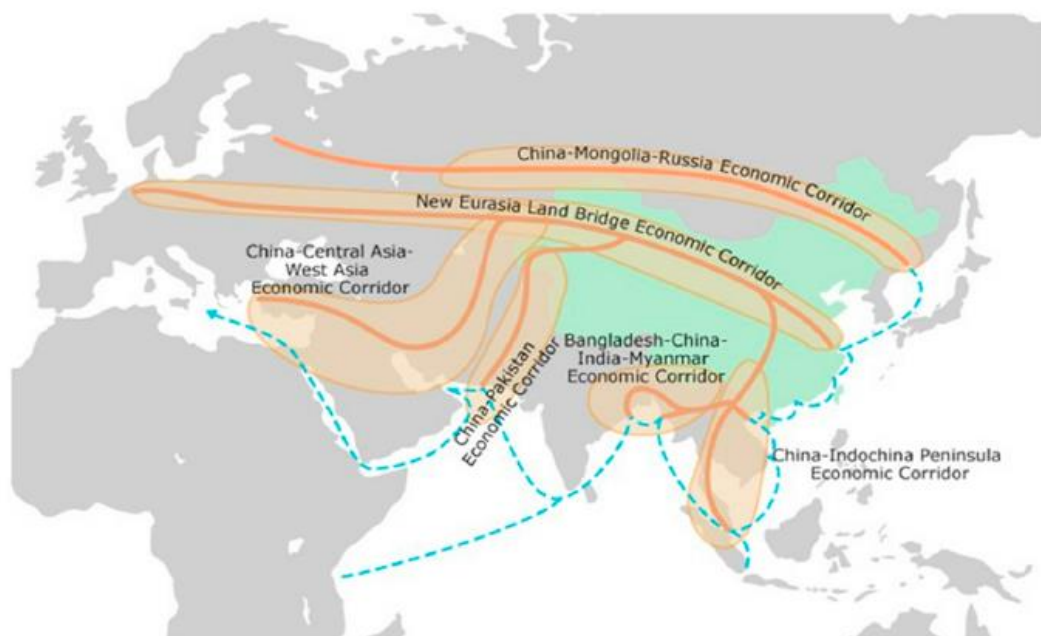 China-Mongolia-Russia Economic Corridor
New Eurasia Land Bridge Economic Corridor
China-Central Asia-
West Asia
Economic Corridor
China-Pakistan
Economic Corridor
Bangladesh-China-
India-Myanmar
Economic Corridor
China-Indochina Peninsula
Economic Corridor